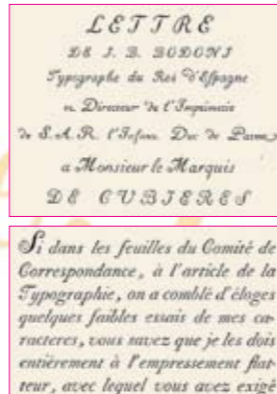 LETTRE
DE J. B. BODONI
Typographe du Roi d'Espagne
et Directeur de l'Imprimerie
de S. A. R. l'Infant Duc de Parme
a Monsieur le Marquis
DE CUBIERES
Si dans les feuilles du Comité de
Correspondance, à l'article de la
Typographie, on a comblé d'éloges
quelques faibles essais de mes ca-
racteres, vous savez que je les dois
entièrement à l'empressement flat-
teur, avec lequel vous avez exigé